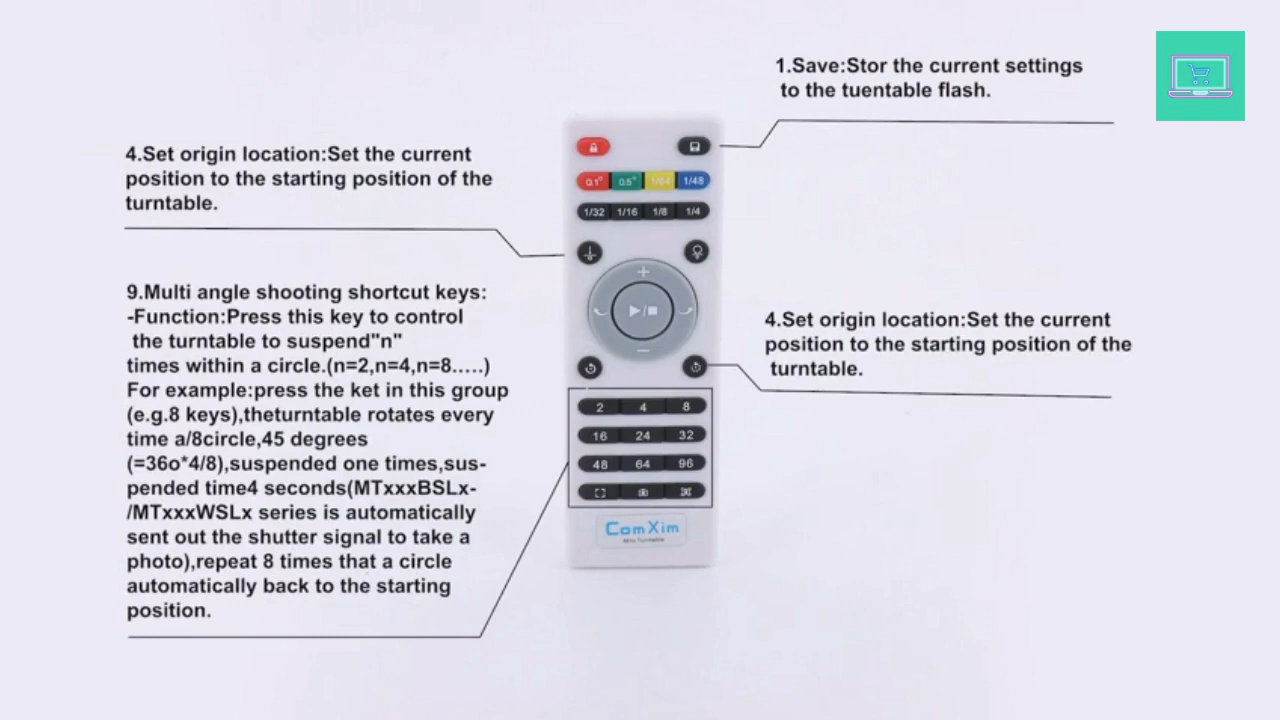 1.Save:Stor the current settings
to the tuentable flash.
4.Set origin location:Set the current
position to the starting position of the
turntable.
9.Multi angle shooting shortcut keys:
-Function:Press this key to control
the turntable to suspend"n"
times within a circle.(n=2,n=4,n=8.....)
For example:press the ket in this group
(e.g.8 keys),theturntable rotates every
time a/8circle,45 degrees
(=36o*4/8),suspended one times,sus-
pended time4 seconds(MTxxxBSLx-
/MTxxxWSLx series is automatically
sent out the shutter signal to take a
photo),repeat 8 times that a circle
automatically back to the starting
position.
4.Set origin location:Set the current
position to the starting position of the
turntable.
0.1° 0.5° 1/64 1/48
1/32 1/16 1/8 1/4
2 4 8
16 24 32
48 64 96
ComXim
Mini Turntable